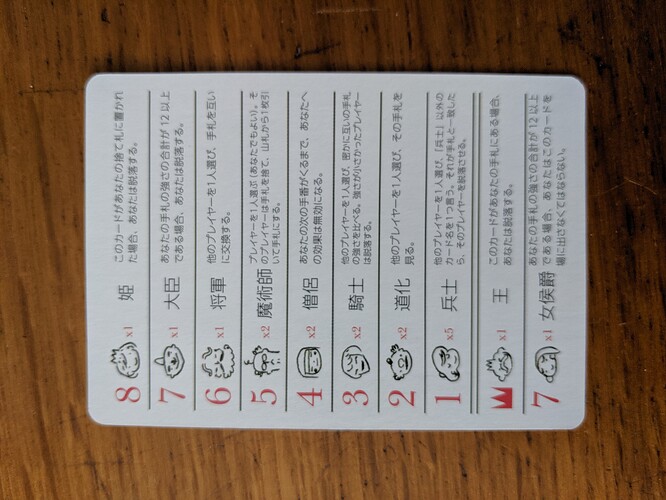 8 x1 姫 このカードがあなたの捨て札に置かれ
た場合、あなたは脱落する。
7 x1 大臣 あなたの手札の強さの合計が 12 以上
である場合、あなたは脱落する。
6 x1 将軍 他のプレイヤーを1人選び、手札を互い
に交換する。
5 x2 魔術師 プレイヤーを1人選ぶ（あなたでもよい）。そ
のプレイヤーは手札を捨て、山札から1枚引
いて手札にする。
4 x2 僧侶 あなたの次の手番がくるまで、あなたへ
の効果は無効になる。
3 x2 騎士 他のプレイヤーを1人選び、密かに互いの手札
の強さを比べる。強さが小さかったプレイヤー
は脱落する。
2 x2 道化 他のプレイヤーを1人選び、その手札を
見る。
1 x5 兵士 他のプレイヤーを1人選び、「兵士」以外の
カード名を1つ言う。それが手札と一致した
ら、そのプレイヤーを脱落させる。
x1 王 このカードがあなたの手札にある場合、
あなたは脱落する。
7 x1 女侯爵 あなたの手札の強さの合計が 12 以上
である場合、あなたはこのカードを
場に出さなくてはならない。